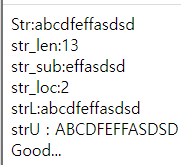 Str:abcdfeffasdsd
str_len:13
str_sub:effasdsd
str_loc:2
strL:abcdfeffasdsd
strU：ABCDFEFFASDSD
Good...